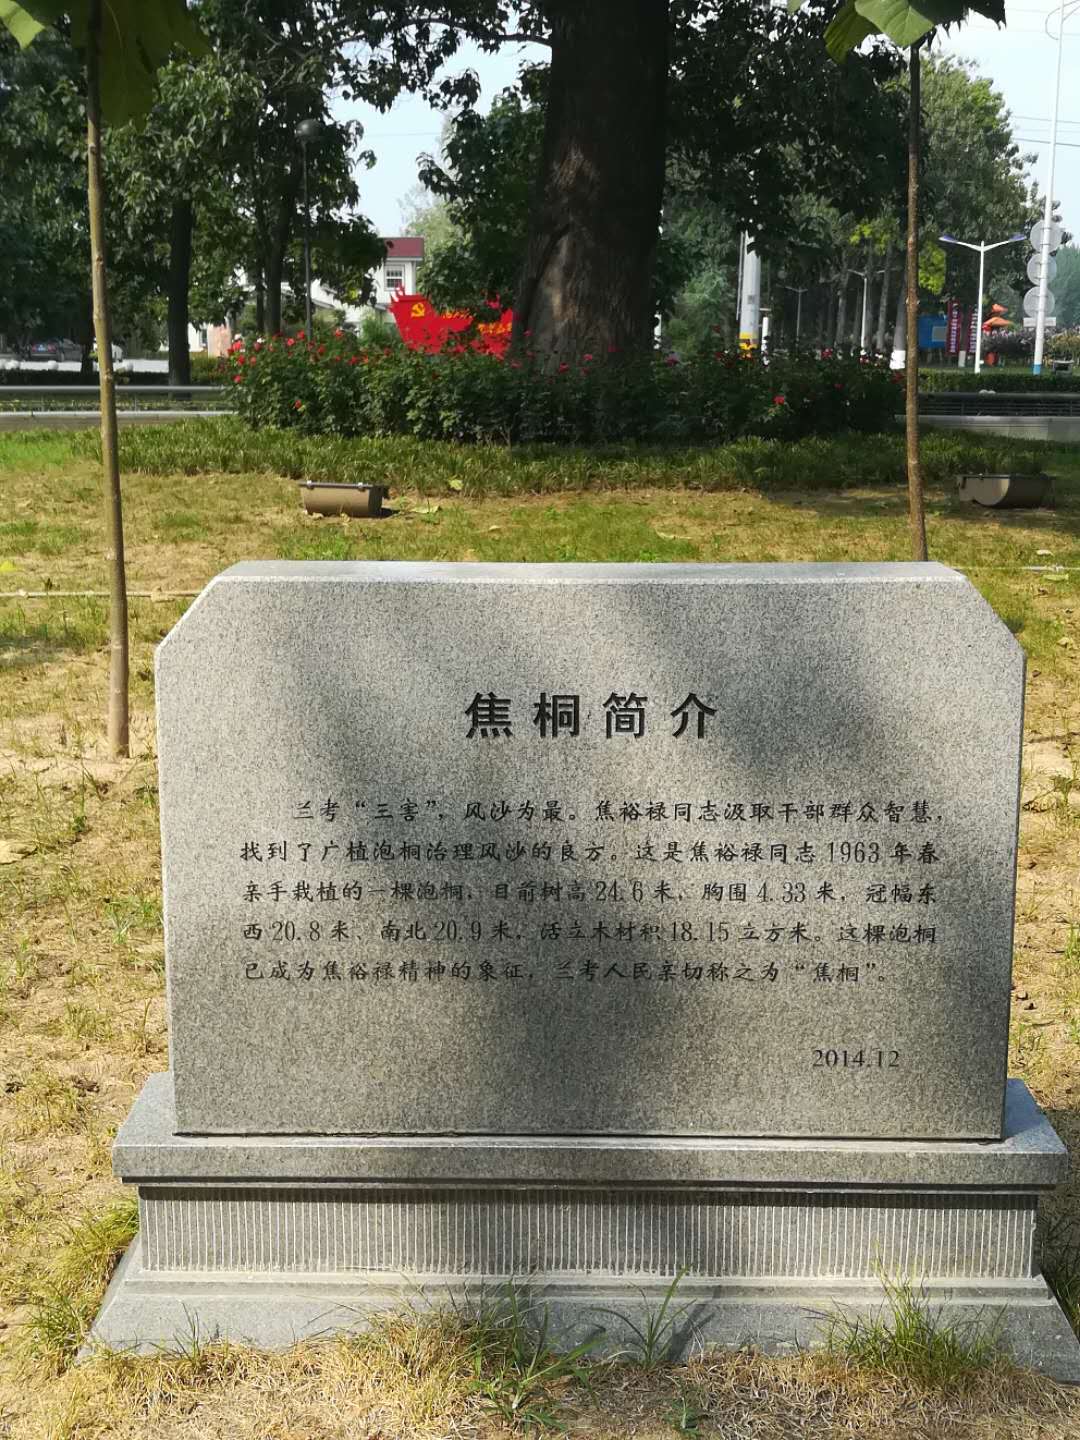 焦桐简介
兰考“三害”，风沙为最。焦裕禄同志汲取干部群众智慧，
找到了广植泡桐治理风沙的良方。这是焦裕禄同志1963年春
亲手栽植的一棵泡桐，目前树高24.6米，胸围4.33米，冠幅东
西20.8米、南北20.9米，活立木材积18.15立方米。这棵泡桐
已成为焦裕禄精神的象征，兰考人民亲切称之为“焦桐”。
2014.12